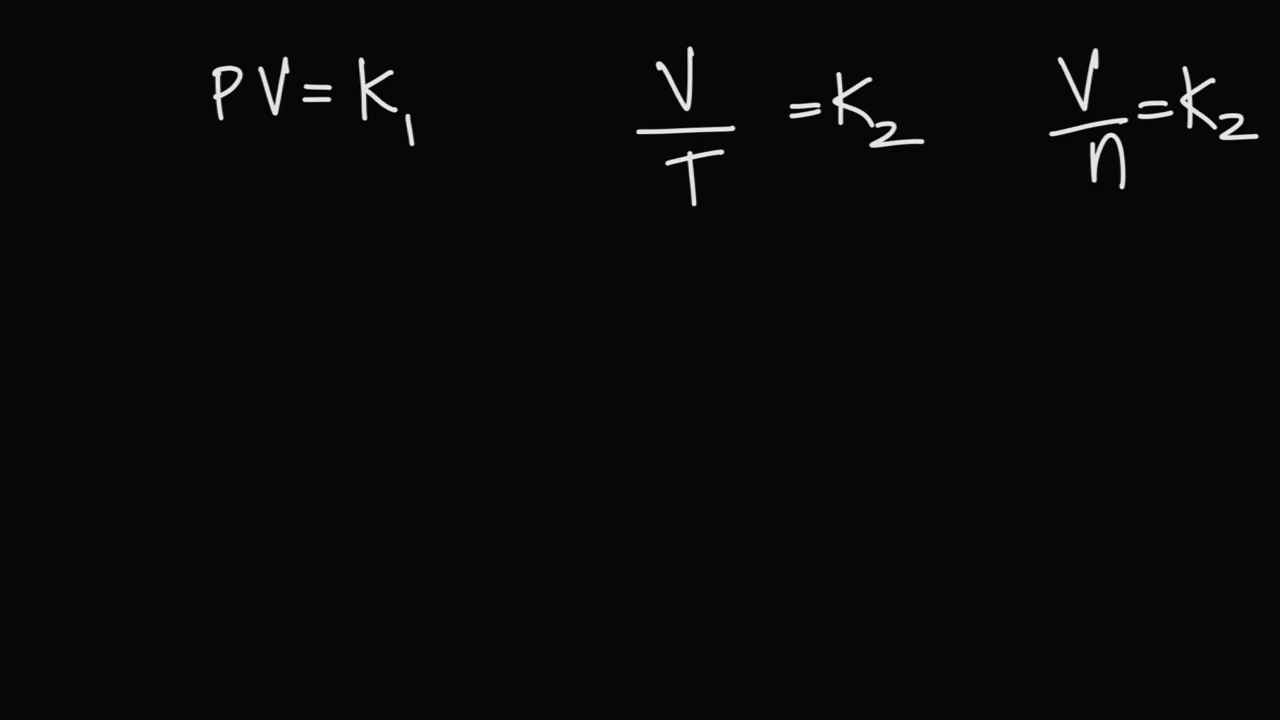 PV = K₁ V/T = K₂ V/n = K₂